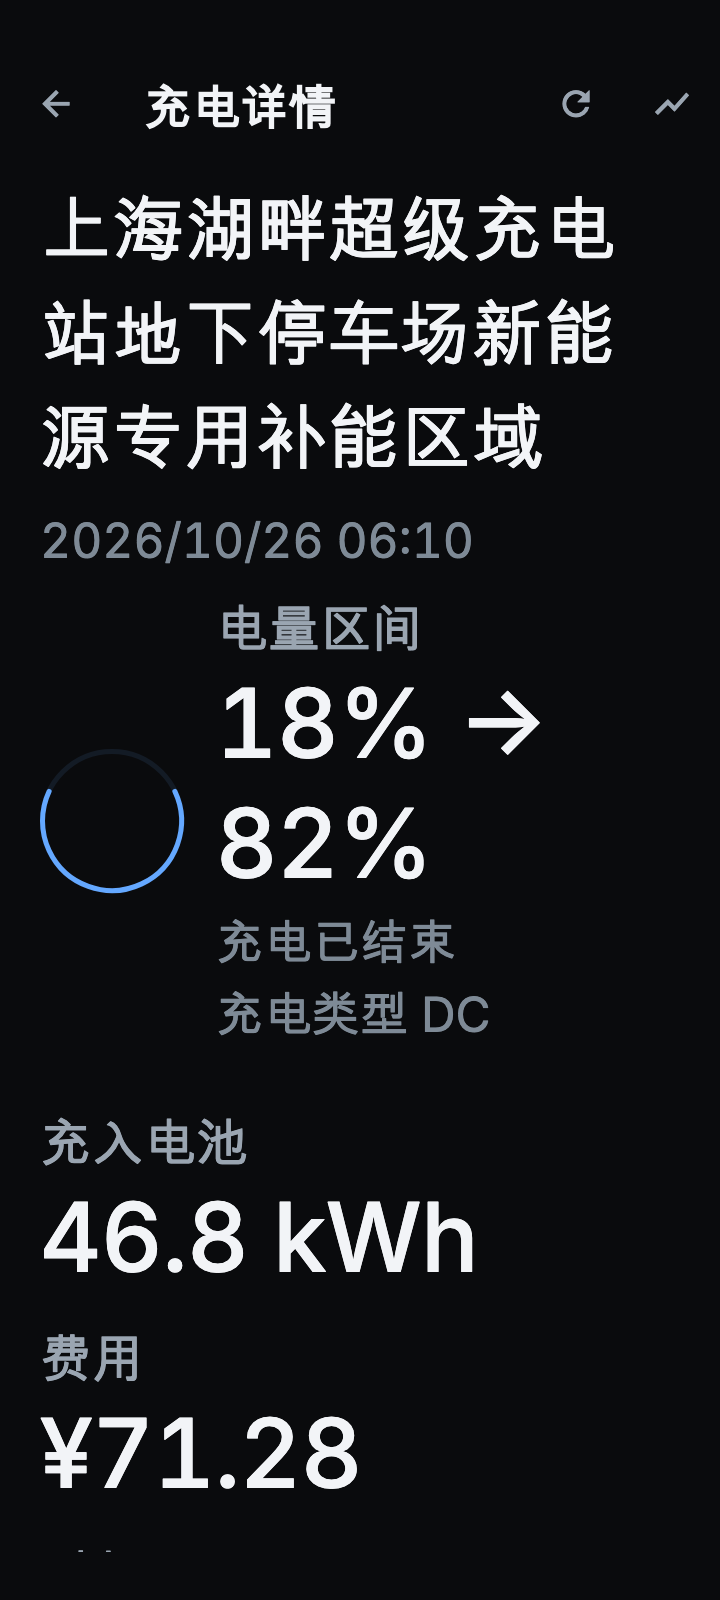 充电详情
上海湖畔超级充电
站地下停车场新能
源专用补能区域
2026/10/26 06:10
电量区间
18% →
82%
充电已结束
充电类型 DC
充入电池
46.8 kWh
费用
¥71.28